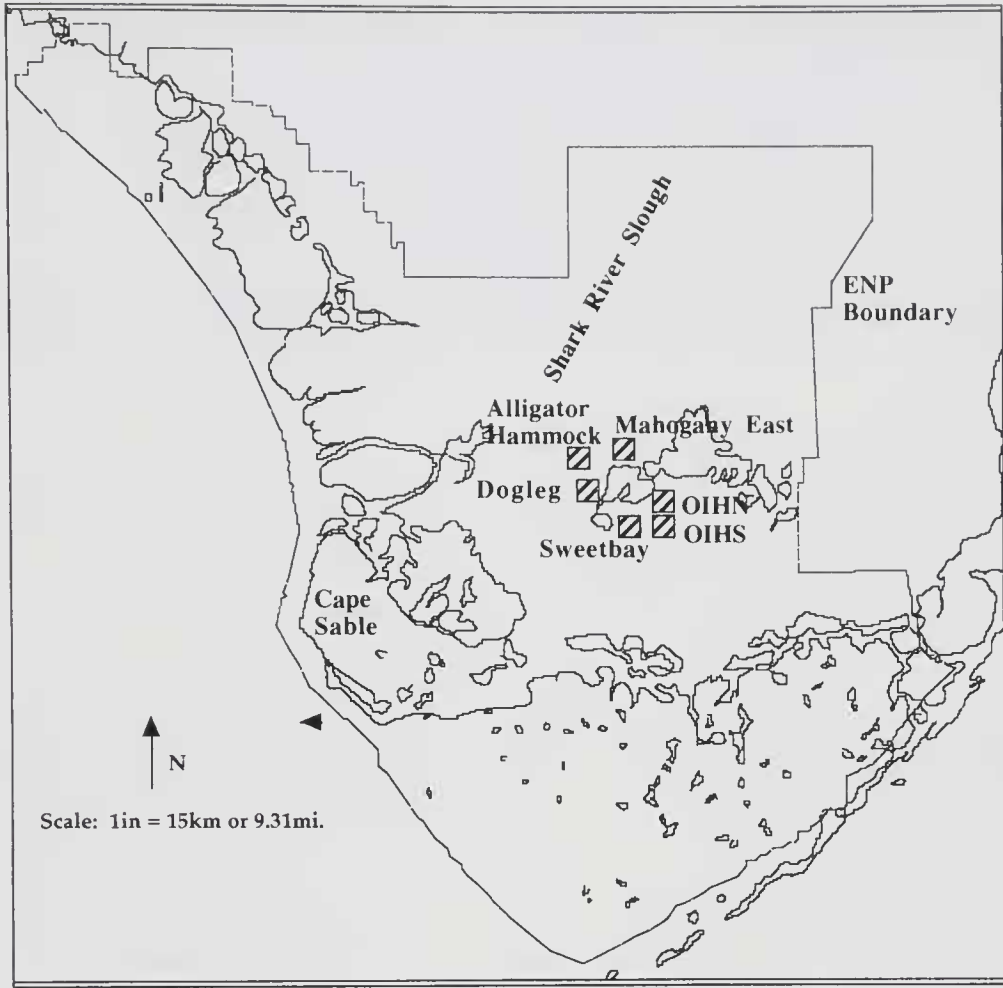 Shark River Slough
ENP
Boundary
Alligator
Hammock
Mahogany East
Dogleg
OIHN
OIHS
Sweetbay
Cape
Sable
N
Scale: 1in = 15km or 9.31mi.